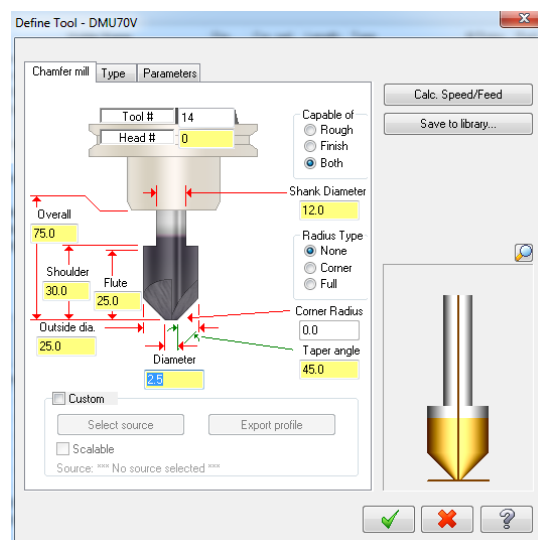 Define Tool - DMU70V
Chamfer mill Type Parameters
Calc. Speed/Feed
Save to library...
Tool # 14
Head # 0
Capable of
Rough
Finish
Both
Shank Diameter
12.0
Overall
75.0
Radius Type
None
Corner
Full
Shoulder
30.0
Flute
25.0
Corner Radius
0.0
Outside dia.
25.0
Taper angle
45.0
Diameter
2.5
Custom
Select source Export profile
Scalable
Source: *** No source selected ***